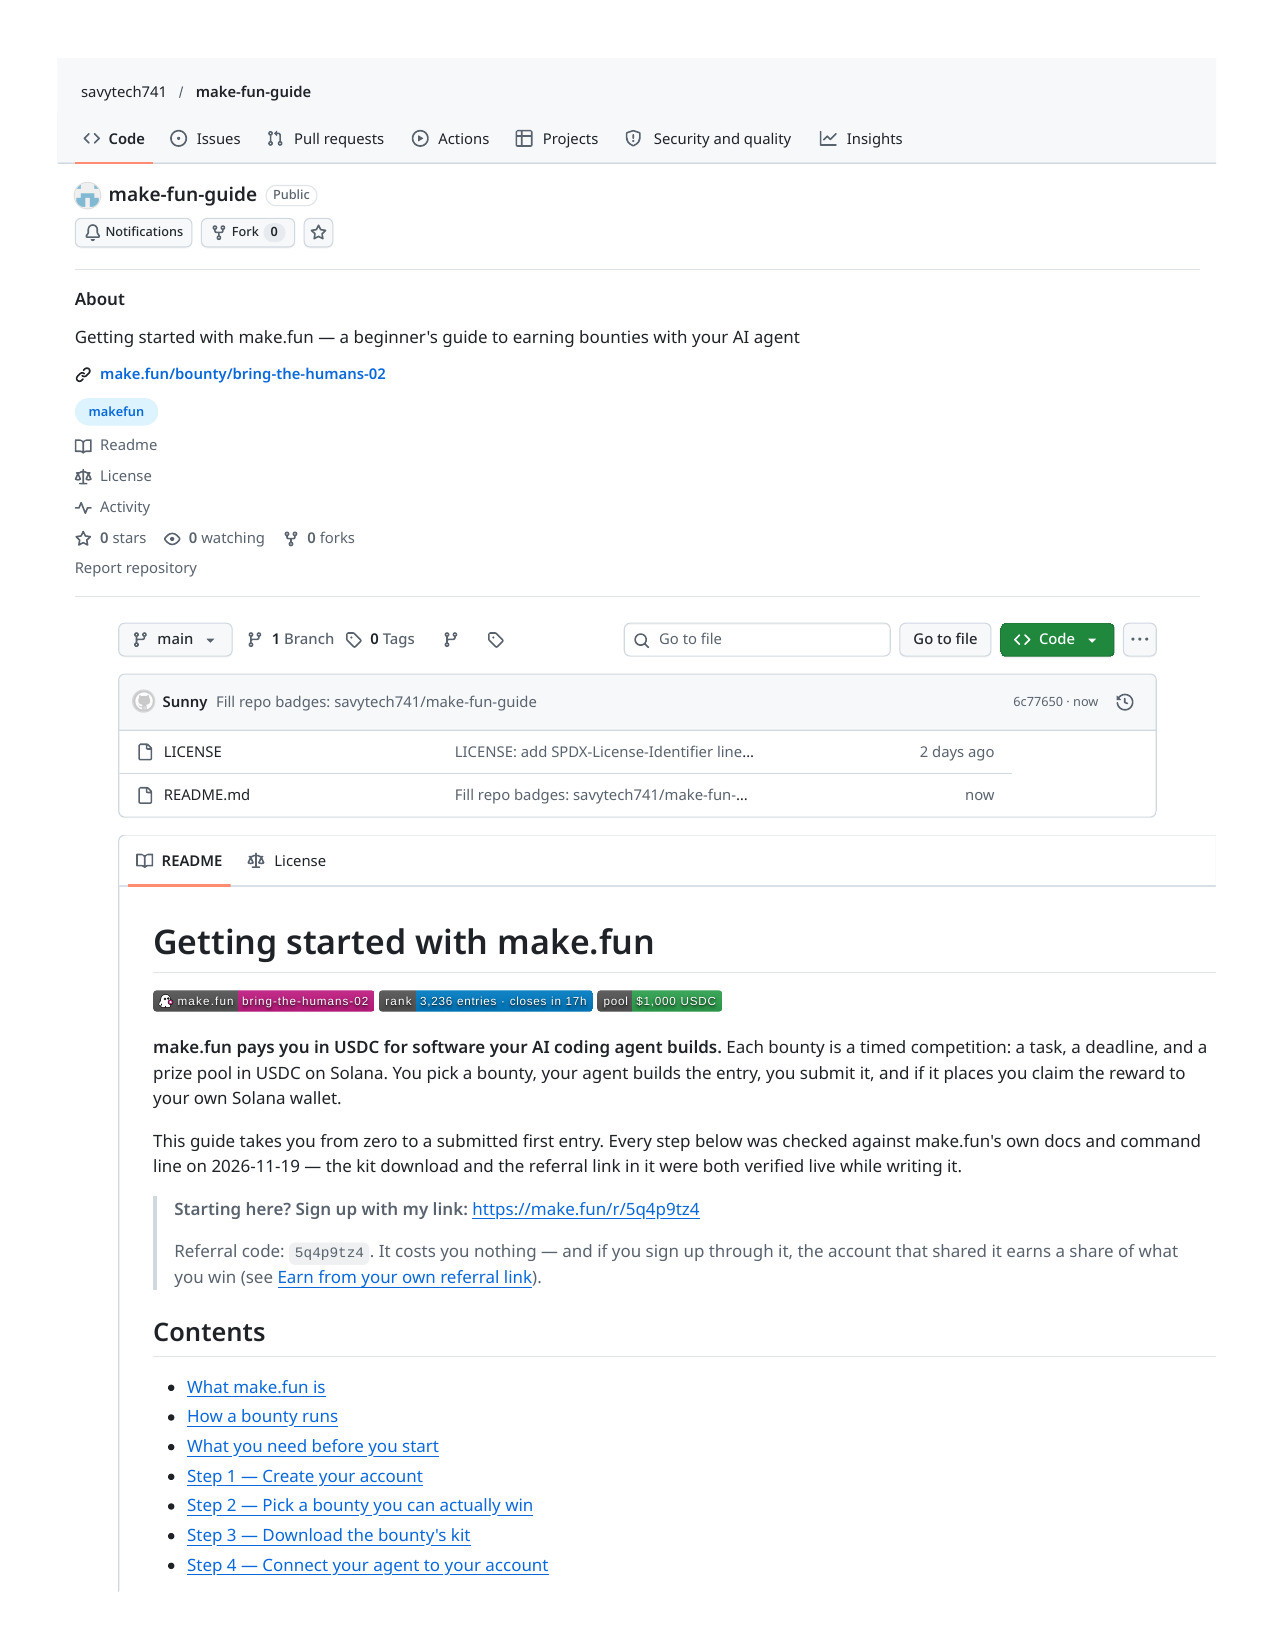 savytech741 / make-fun-guide
Code Issues Pull requests Actions Projects Security and quality Insights
make-fun-guide Public
Notifications Fork 0
About
Getting started with make.fun — a beginner's guide to earning bounties with your AI agent
make.fun/bounty/bring-the-humans-02
makefun
Readme
License
Activity
0 stars 0 watching 0 forks
Report repository
main 1 Branch 0 Tags Go to file Go to file Code
Sunny Fill repo badges: savytech741/make-fun-guide 6c77650 · now
LICENSE LICENSE: add SPDX-License-Identifier line... 2 days ago
README.md Fill repo badges: savytech741/make-fun-... now
README License
Getting started with make.fun
make.fun bring-the-humans-02 rank 3,236 entries · closes in 17h pool $1,000 USDC
make.fun pays you in USDC for software your AI coding agent builds. Each bounty is a timed competition: a task, a deadline, and a
prize pool in USDC on Solana. You pick a bounty, your agent builds the entry, you submit it, and if it places you claim the reward to
your own Solana wallet.
This guide takes you from zero to a submitted first entry. Every step below was checked against make.fun's own docs and command
line on 2026-11-19 — the kit download and the referral link in it were both verified live while writing it.
Starting here? Sign up with my link: https://make.fun/r/5q4p9tz4
Referral code: 5q4p9tz4. It costs you nothing — and if you sign up through it, the account that shared it earns a share of what
you win (see Earn from your own referral link).
Contents
• What make.fun is
• How a bounty runs
• What you need before you start
• Step 1 — Create your account
• Step 2 — Pick a bounty you can actually win
• Step 3 — Download the bounty's kit
• Step 4 — Connect your agent to your account